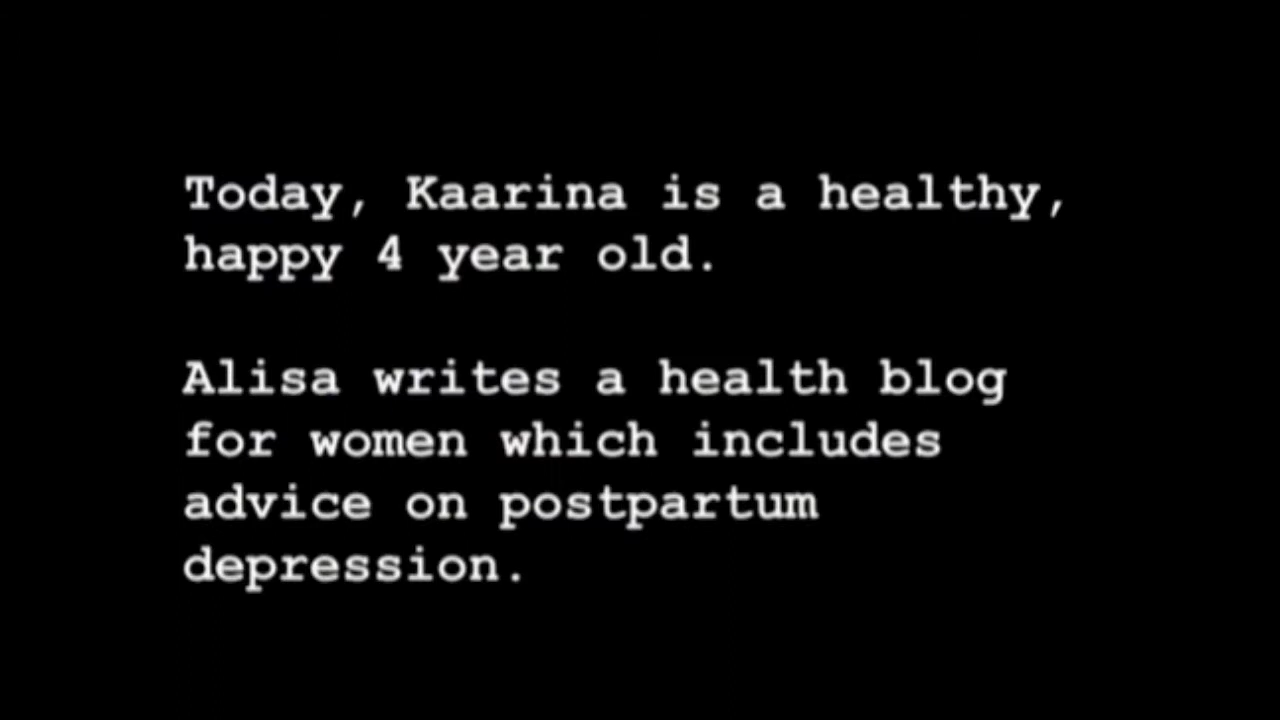 Today, Kaarina is a healthy,
happy 4 year old.
Alisa writes a health blog
for women which includes
advice on postpartum
depression.